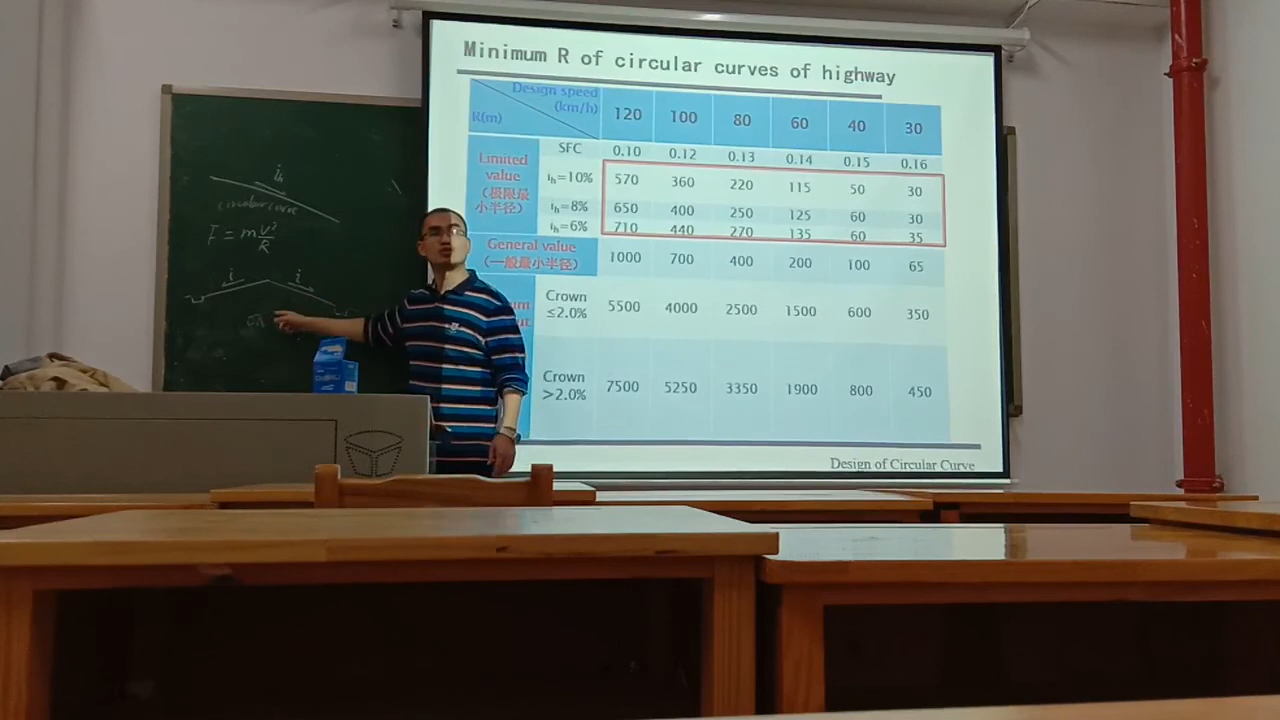 Minimum R of circular curves of highway
Design speed (km/h)
R(m)
120 100 80 60 40 30
Limited value (极限最小半径)
SFC 0.10 0.12 0.13 0.14 0.15 0.16
ih=10% 570 360 220 115 50 30
ih=8% 650 400 250 125 60 30
ih=6% 710 440 270 135 60 35
General value (一般最小半径) 1000 700 400 200 100 65
Crown ≤2.0% 5500 4000 2500 1500 600 350
Crown >2.0% 7500 5250 3350 1900 800 450
Design of Circular Curve
ih
circular curve
F = m v²/R
i i